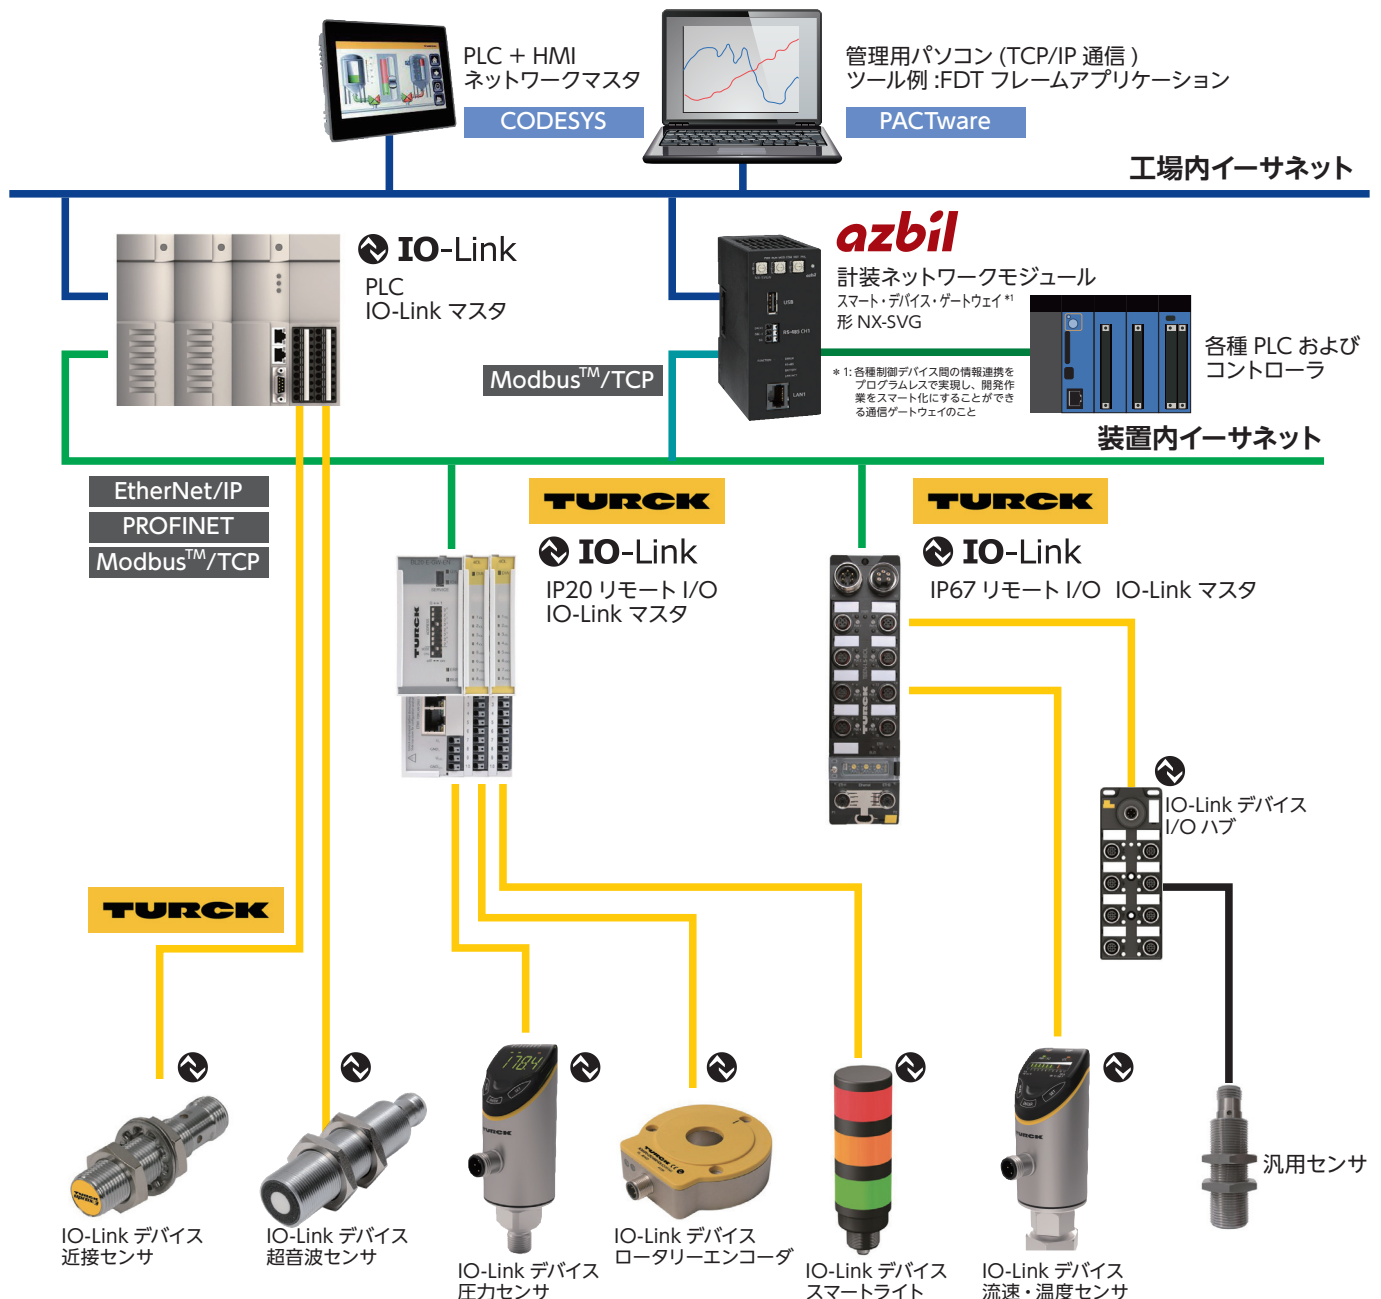 PLC + HMI
ネットワークマスタ
CODESYS
管理用パソコン (TCP/IP 通信 )
ツール例 :FDT フレームアプリケーション
PACTware
工場内イーサネット
IO-Link
PLC
IO-Link マスタ
azbil
計装ネットワークモジュール
スマート・デバイス・ゲートウェイ *1
形 NX-SVG
USB
RS-485 CH1
LAN1
Modbus™/TCP
各種 PLC および
コントローラ
＊ 1: 各種制御デバイス間の情報連携を
プログラムレスで実現し、開発作
業をスマート化にすることができ
る通信ゲートウェイのこと
装置内イーサネット
EtherNet/IP
PROFINET
Modbus™/TCP
TURCK
IO-Link
IP20 リモート I/O
IO-Link マスタ
TURCK
IO-Link
IP67 リモート I/O IO-Link マスタ
TURCK
TURCK
IO-Link デバイス
I/O ハブ
TURCK
178.4
TURCK
TURCK
TURCK
TURCK
汎用センサ
IO-Link デバイス
近接センサ
IO-Link デバイス
超音波センサ
IO-Link デバイス
圧力センサ
IO-Link デバイス
ロータリーエンコーダ
IO-Link デバイス
スマートライト
IO-Link デバイス
流速・温度センサ